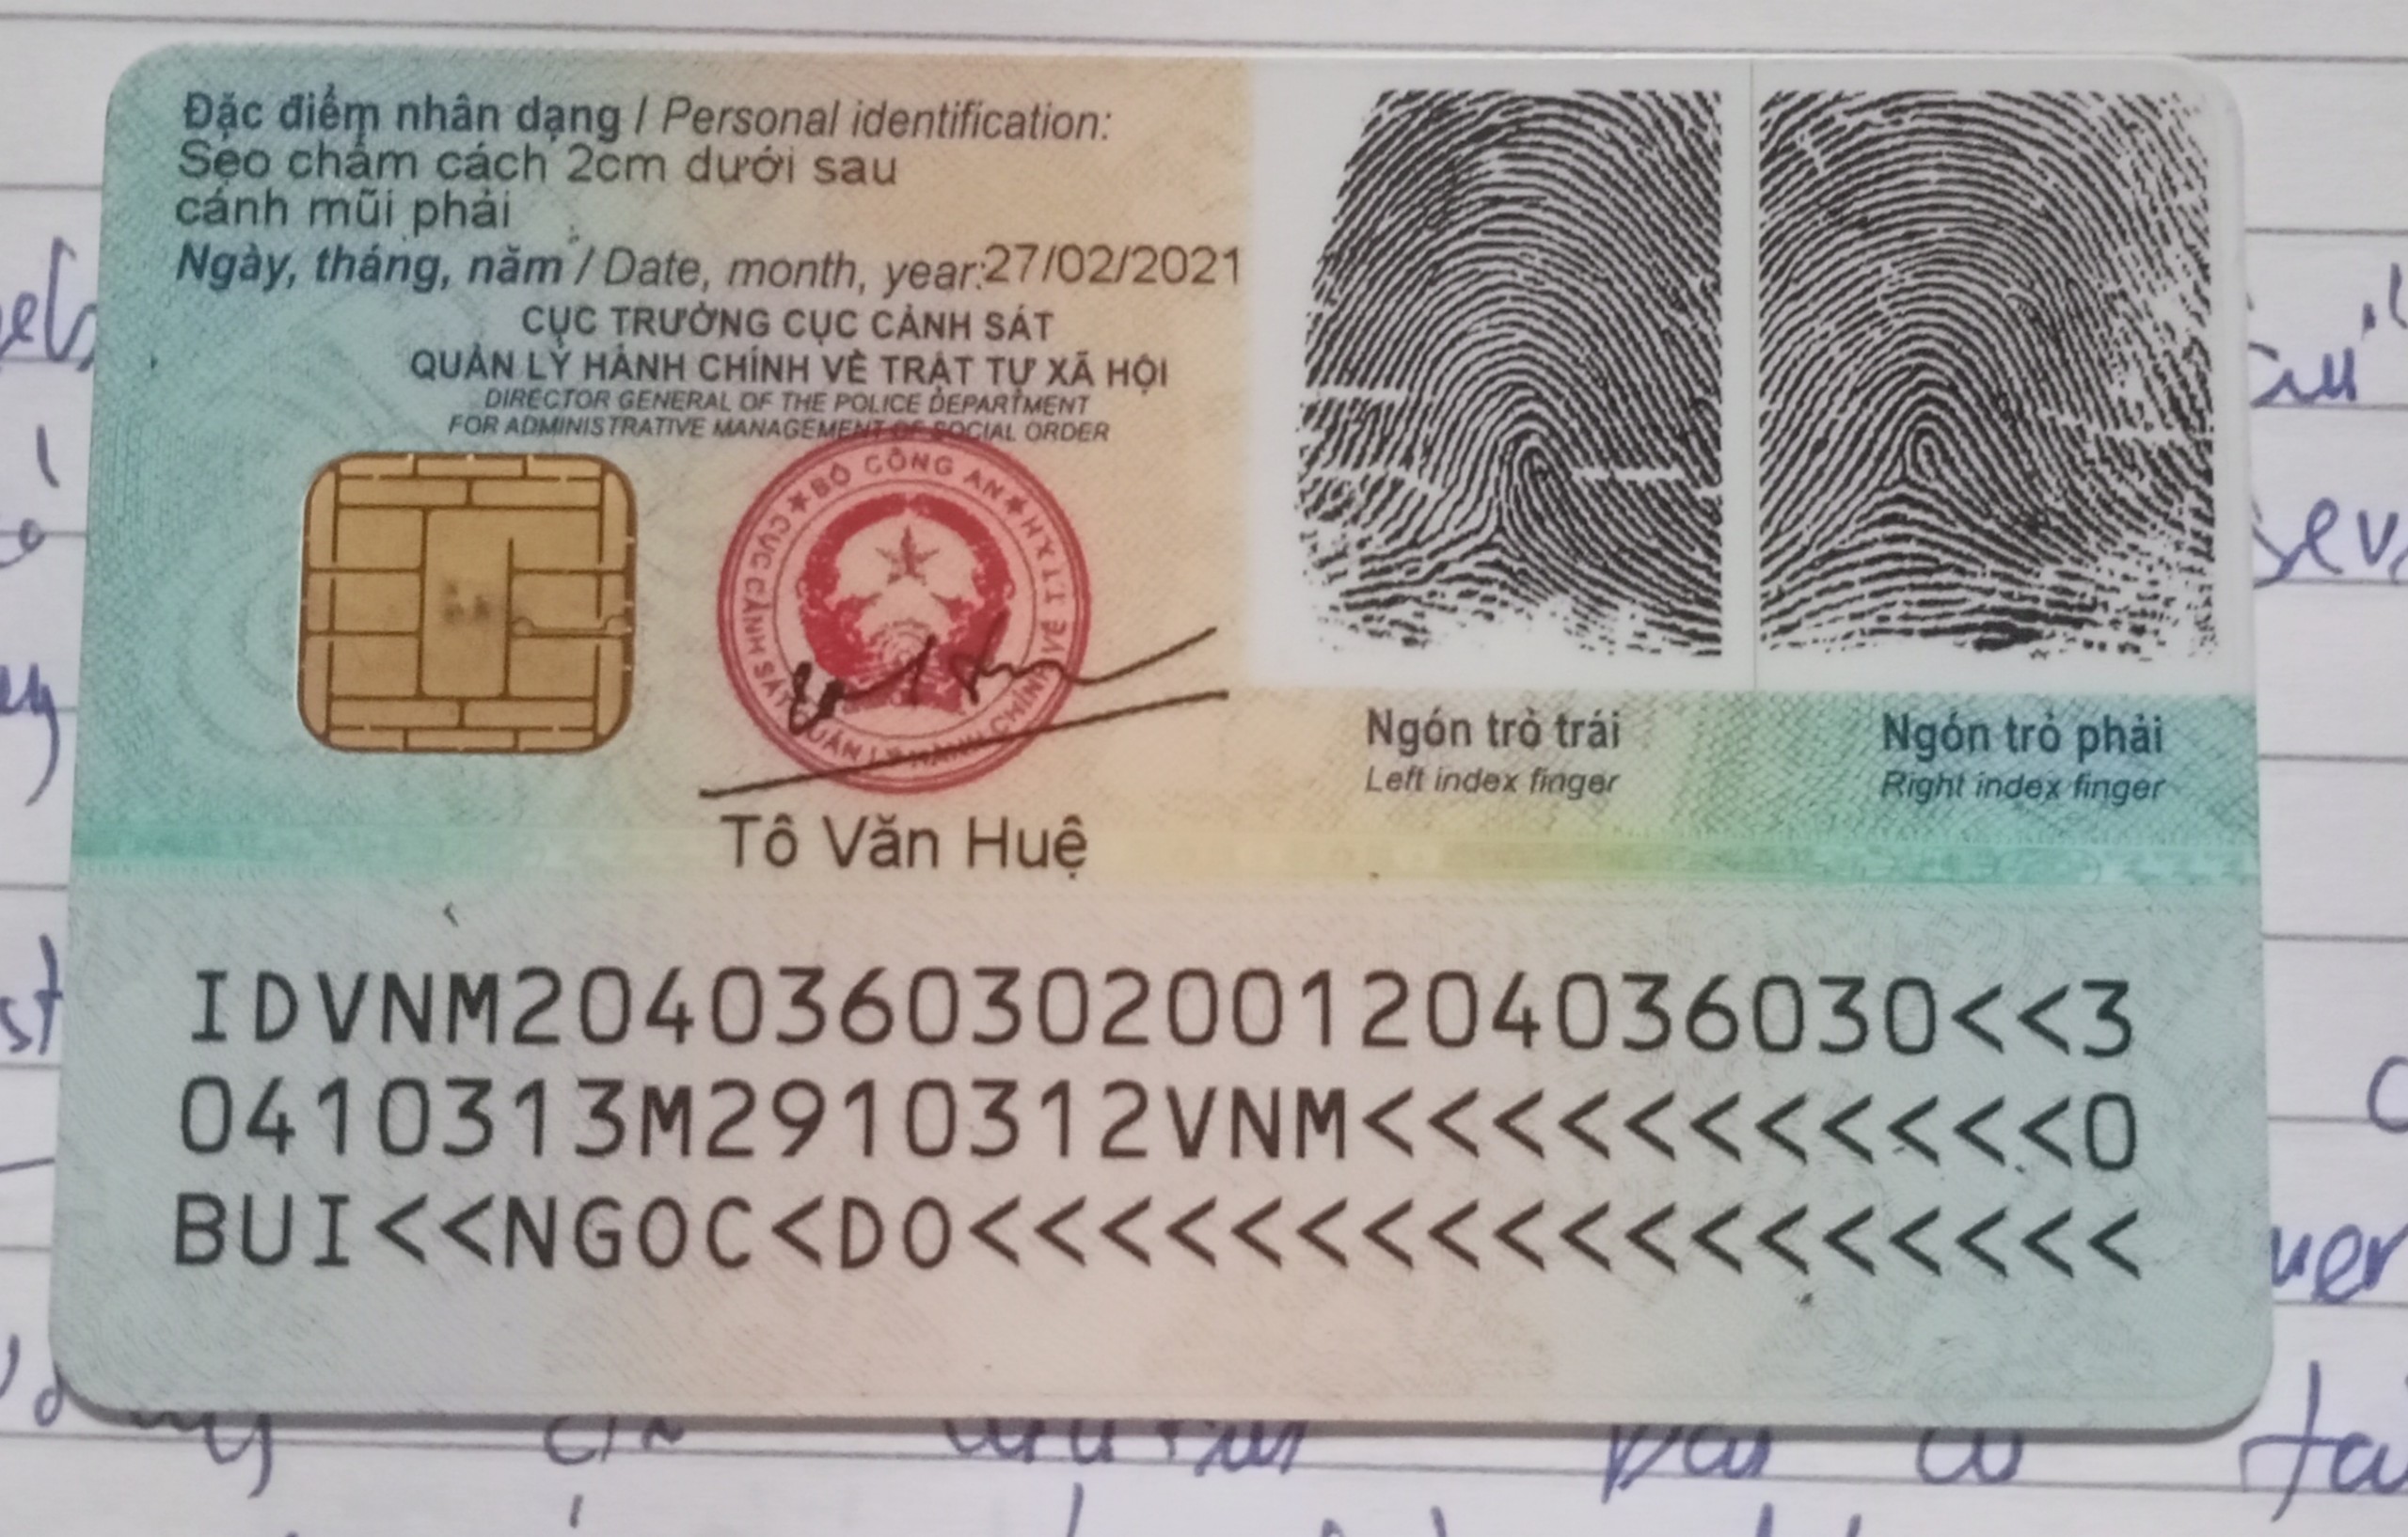 Đặc điểm nhân dạng / Personal identification:
Sẹo chấm cách 2cm dưới sau
cánh mũi phải
Ngày, tháng, năm / Date, month, year:27/02/2021
CỤC TRƯỞNG CỤC CẢNH SÁT
QUẢN LÝ HÀNH CHÍNH VỀ TRẬT TỰ XÃ HỘI
DIRECTOR GENERAL OF THE POLICE DEPARTMENT
FOR ADMINISTRATIVE MANAGEMENT OF SOCIAL ORDER
BỘ CÔNG AN
CỤC CẢNH SÁT QUẢN LÝ HÀNH CHÍNH VỀ TTXH
Tô Văn Huệ
Ngón trỏ trái
Left index finger
Ngón trỏ phải
Right index finger
IDVNM2040360302001204036030<<3
0410313M2910312VNM<<<<<<<<<<<0
BUI<<NGOC<DO<<<<<<<<<<<<<<<<<<